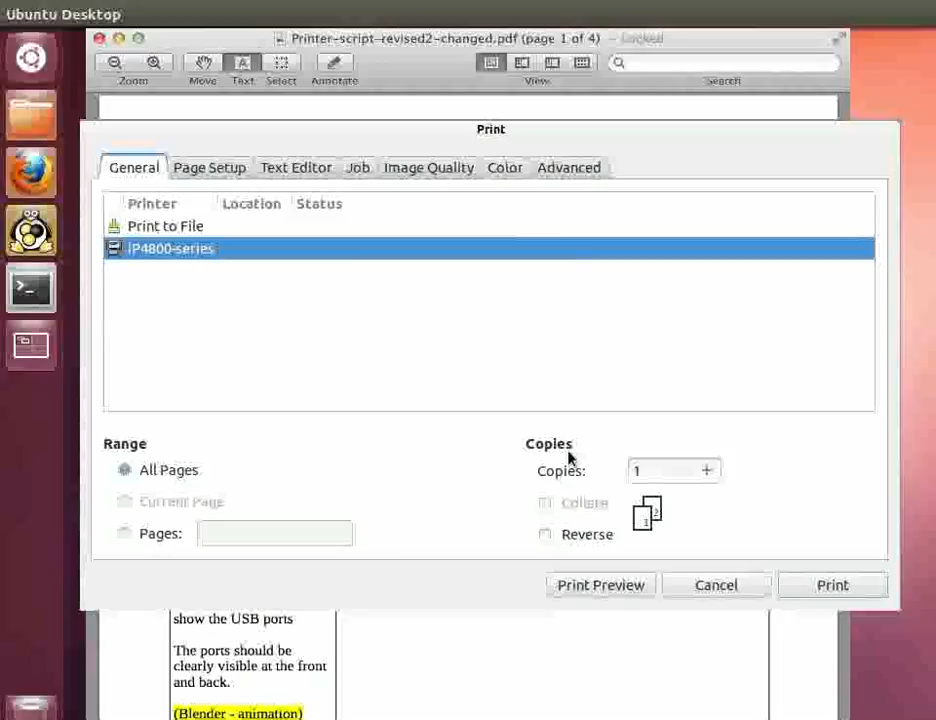 Ubuntu Desktop
Printer-script-revised2-changed.pdf (page 1 of 4) — Locked
Zoom Move Text Select Annotate View Search
Print
General Page Setup Text Editor Job Image Quality Color Advanced
Printer Location Status
Print to File
iP4800-series
Range Copies
All Pages Copies: 1 +
Current Page Collate
Pages: Reverse
Print Preview Cancel Print
show the USB ports
The ports should be
clearly visible at the front
and back.
(Blender - animation)